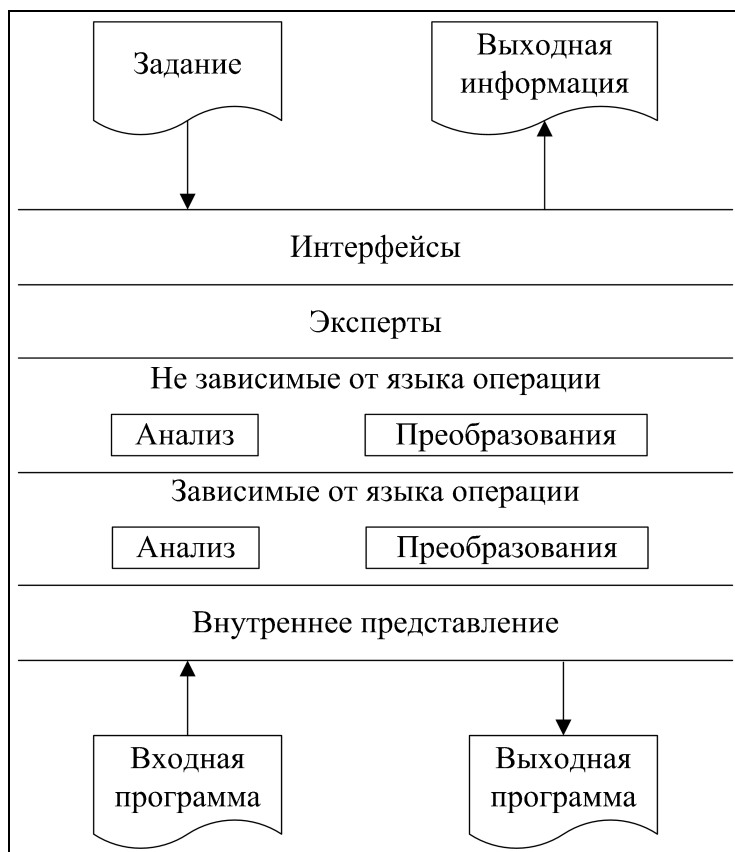 Задание
Выходная
информация
Интерфейсы
Эксперты
Не зависимые от языка операции
Анализ
Преобразования
Зависимые от языка операции
Анализ
Преобразования
Внутреннее представление
Входная
программа
Выходная
программа